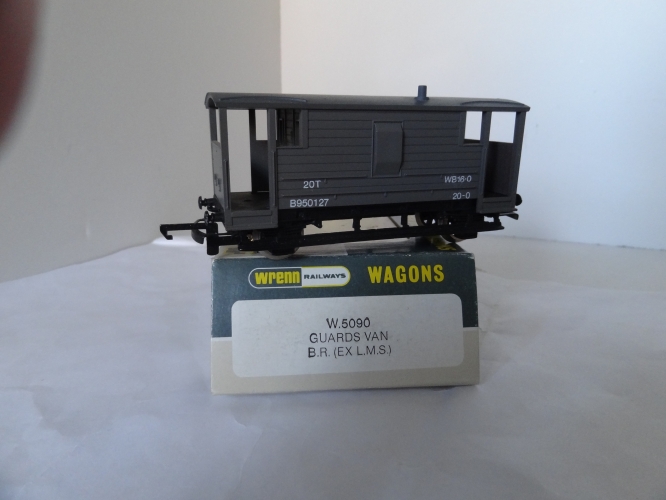 20T WB16-0
B950127 20-0
wrenn RAILWAYS WAGONS
W.5090
GUARDS VAN
B.R. (EX L.M.S.)